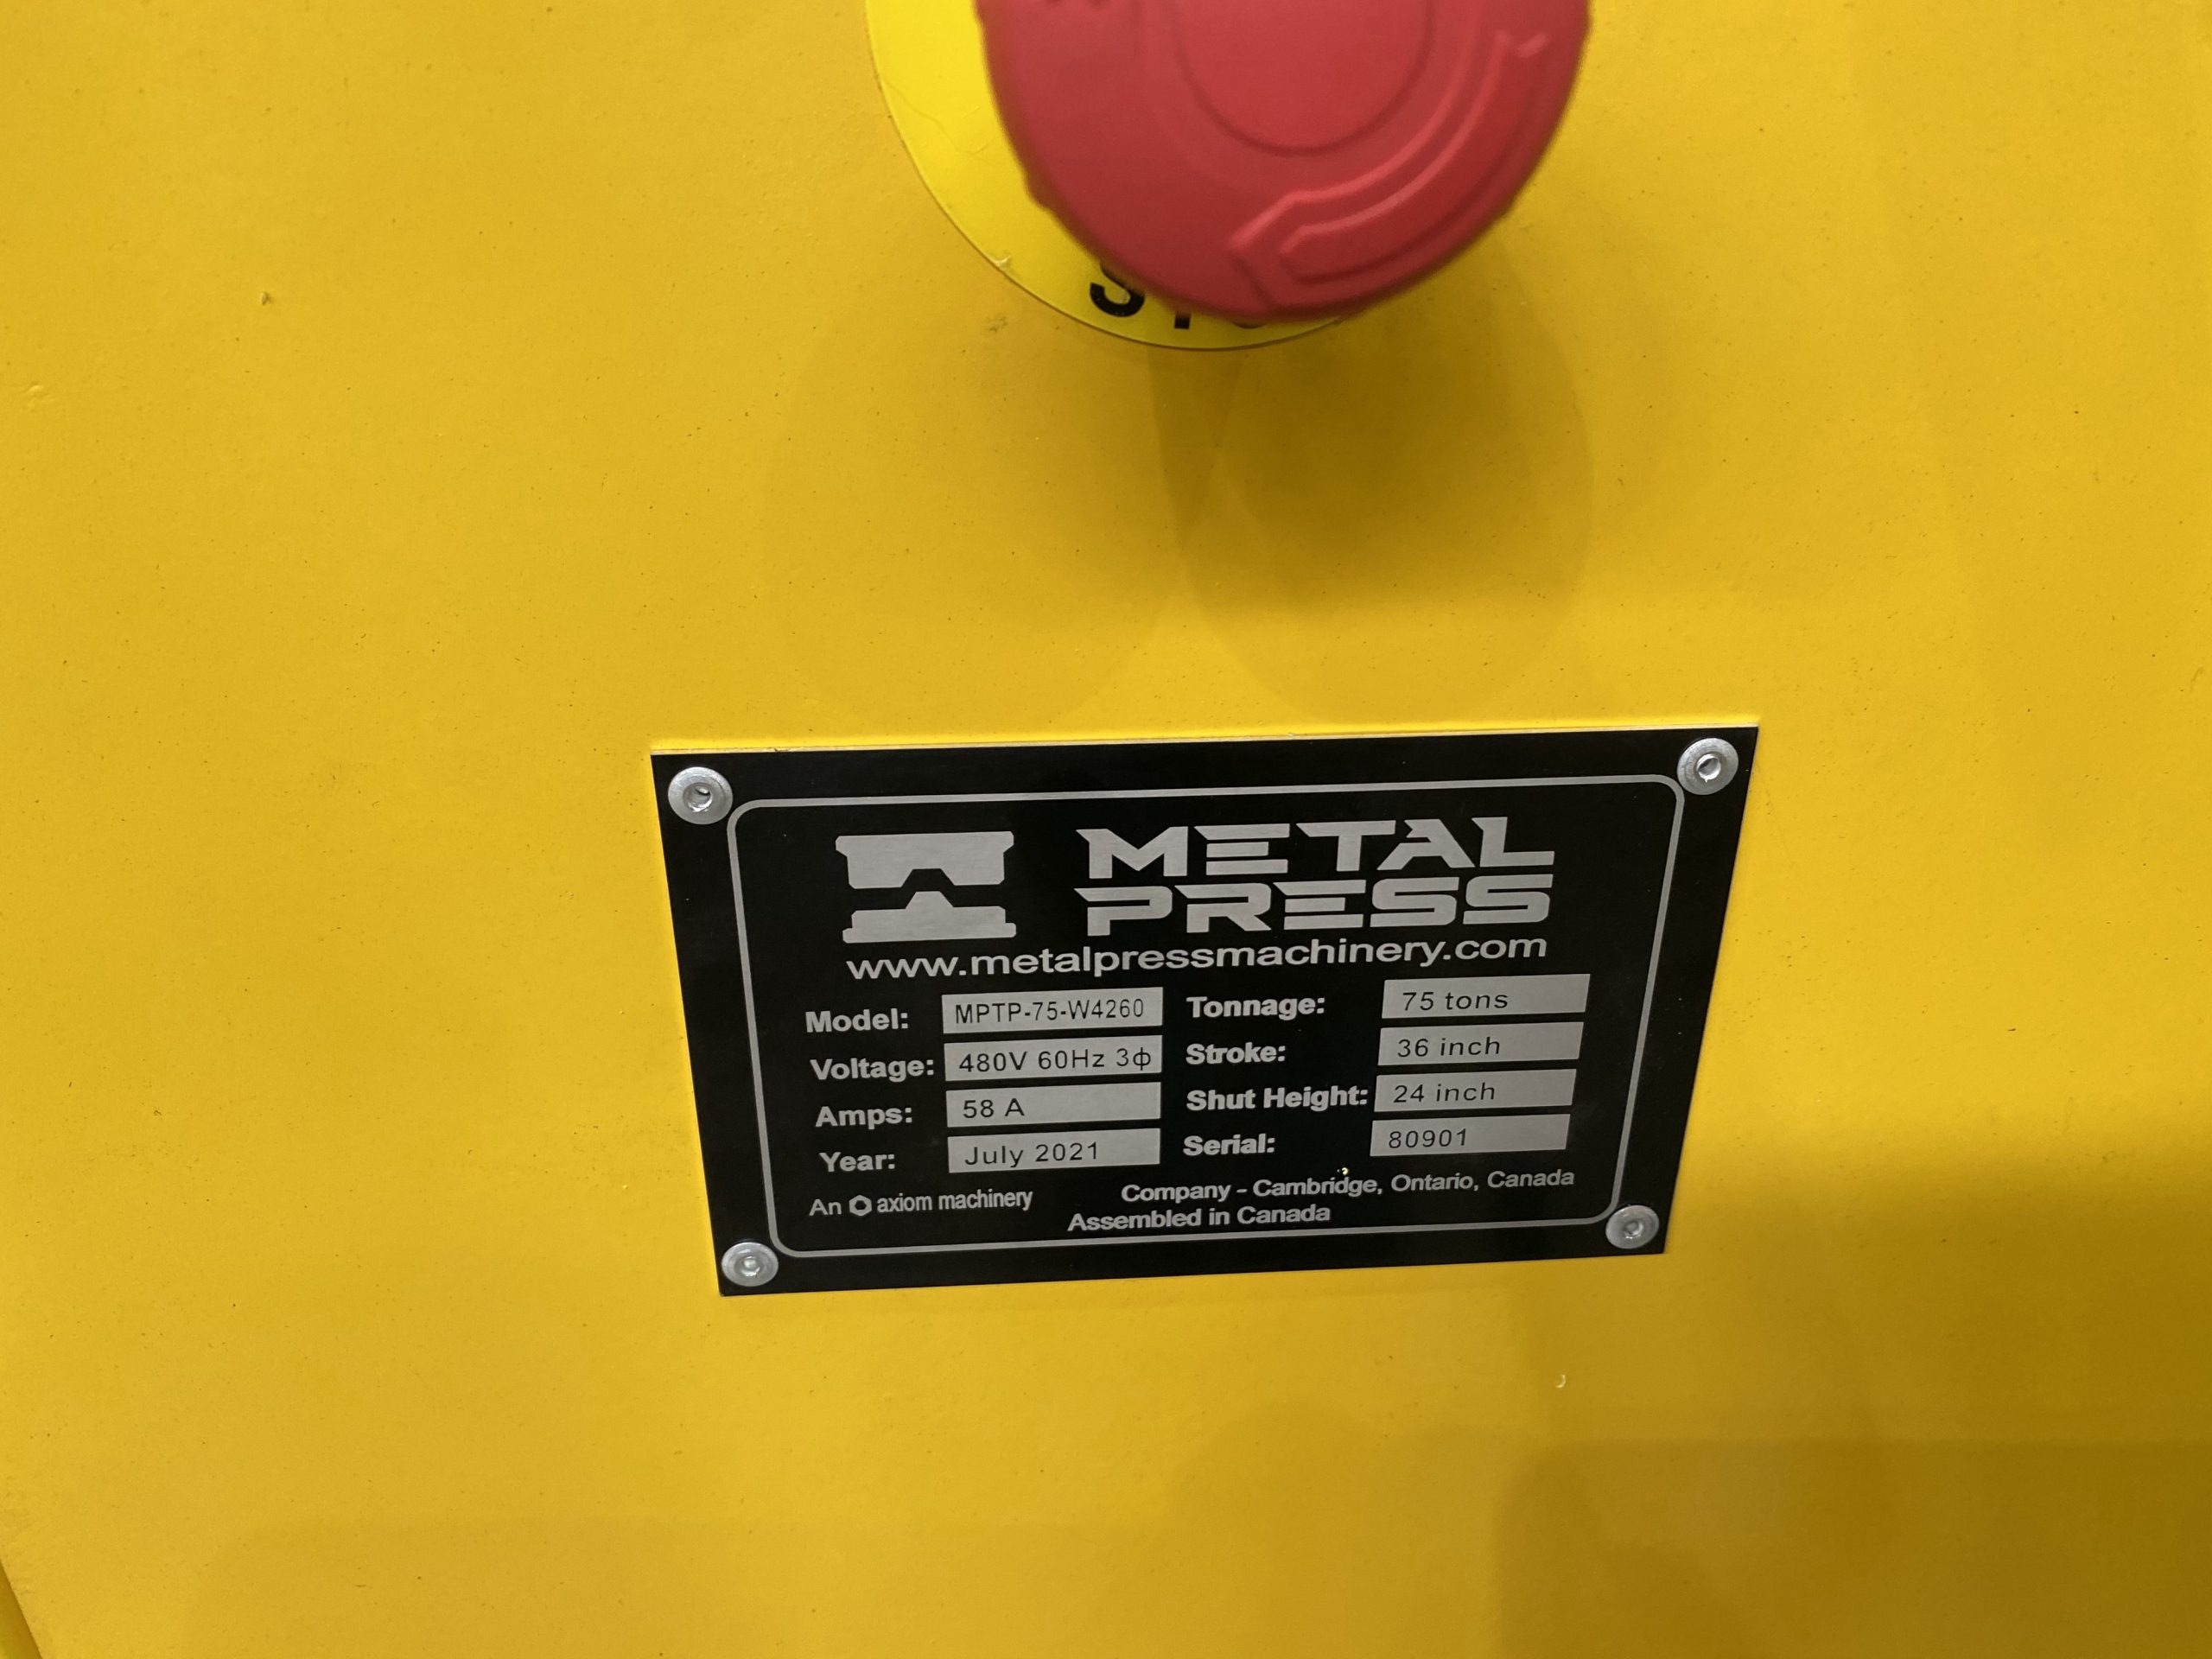 METAL
PRESS
www.metalpressmachinery.com
Model: MPTP-75-W4260 Tonnage: 75 tons
Voltage: 480V 60Hz 3ф Stroke: 36 inch
Amps: 58 A Shut Height: 24 inch
Year: July 2021 Serial: 80901
An axiom machinery Company - Cambridge, Ontario, Canada
Assembled in Canada